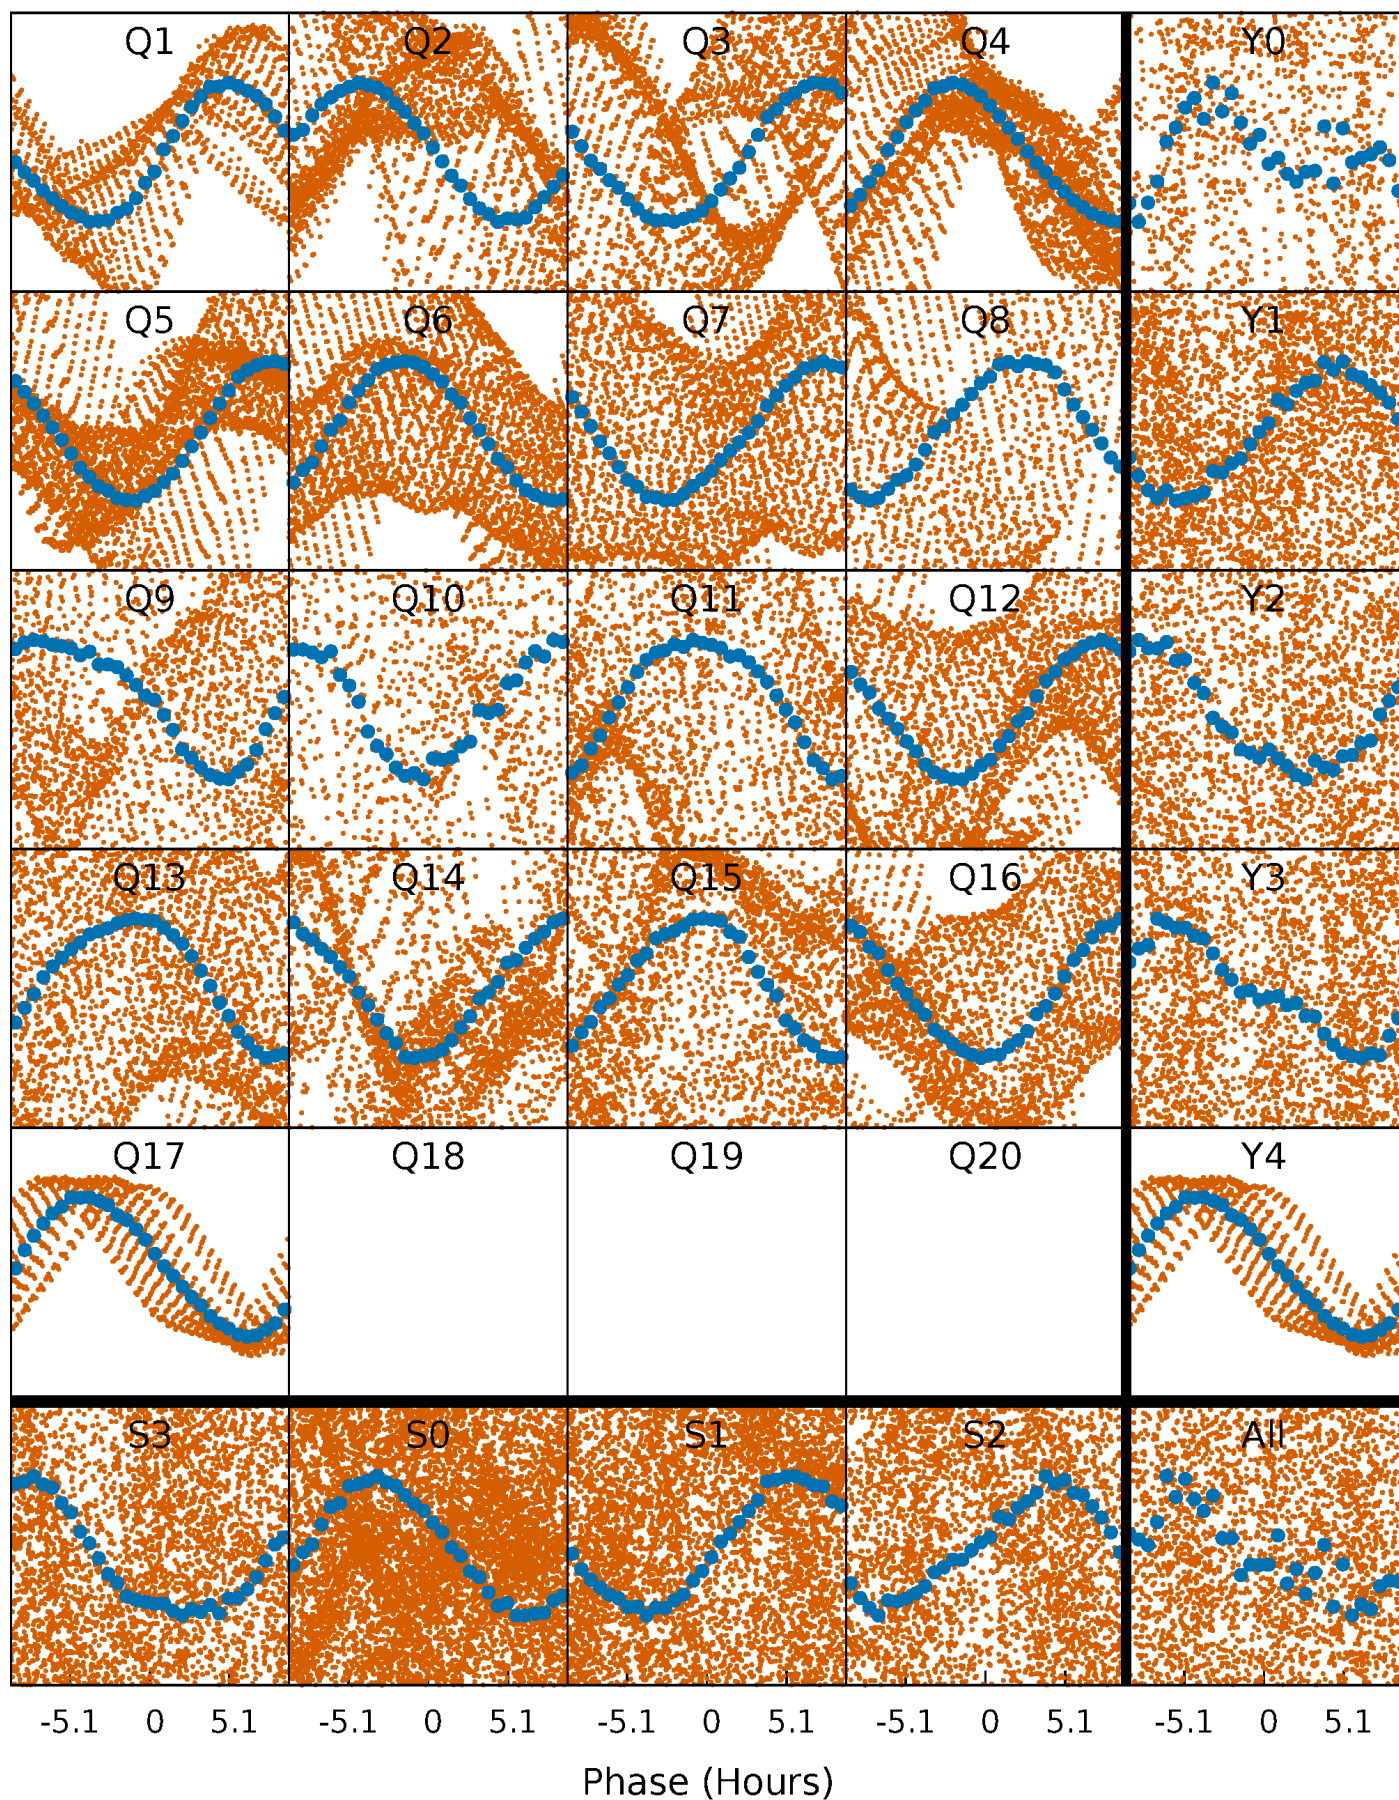 Q1 Q2 Q3 Q4 Y0
Q5 Q6 Q7 Q8 Y1
Q9 Q10 Q11 Q12 Y2
Q13 Q14 Q15 Q16 Y3
Q17 Q18 Q19 Q20 Y4
S3 S0 S1 S2 All
-5.1 0 5.1 -5.1 0 5.1 -5.1 0 5.1 -5.1 0 5.1 -5.1 0 5.1
Phase (Hours)